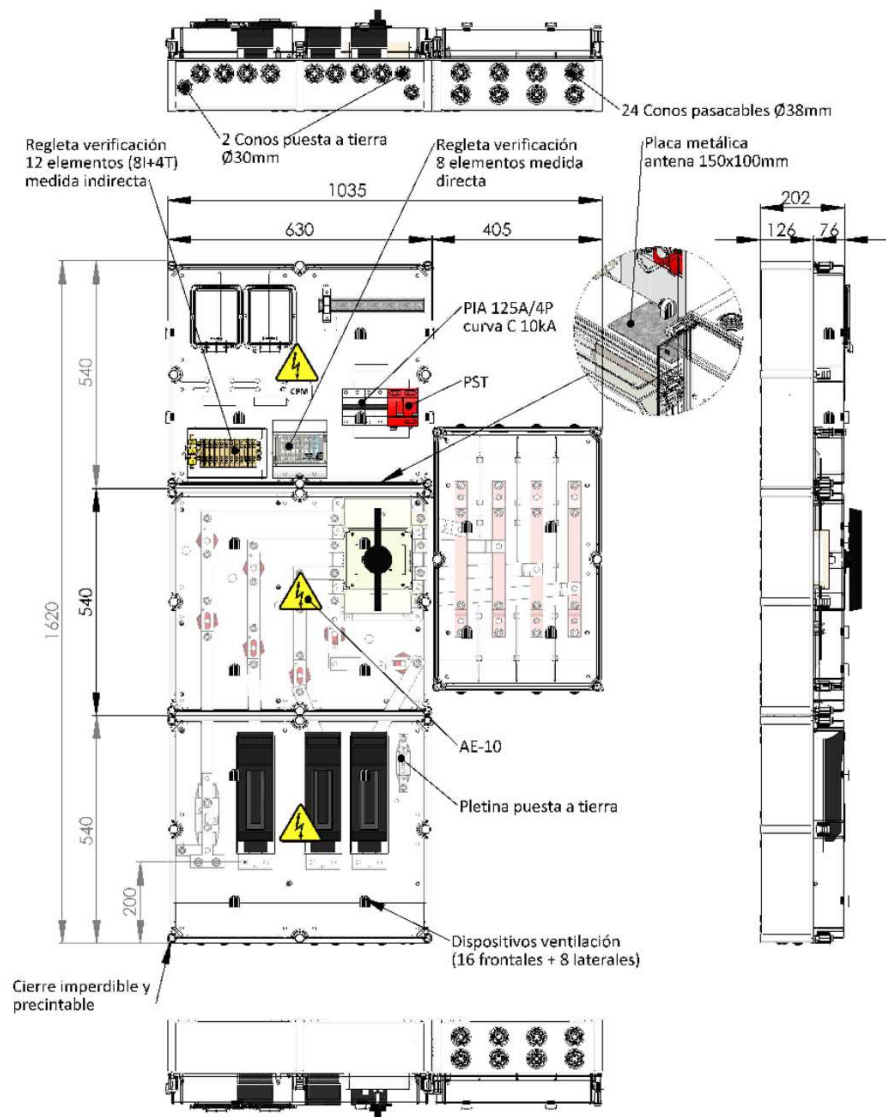 24 Conos pasacables Ø38mm
2 Conos puesta a tierra
Ø30mm
Regleta verificación
12 elementos (8I+4T)
medida indirecta
Regleta verificación
8 elementos medida
directa
Placa metálica
antena 150x100mm
1035
630
405
202
126
76
PIA 125A/4P
curva C 10kA
540
CPM
PST
540
1620
AE-10
Pletina puesta a tierra
540
200
Dispositivos ventilación
(16 frontales + 8 laterales)
Cierre imperdible y
precintable